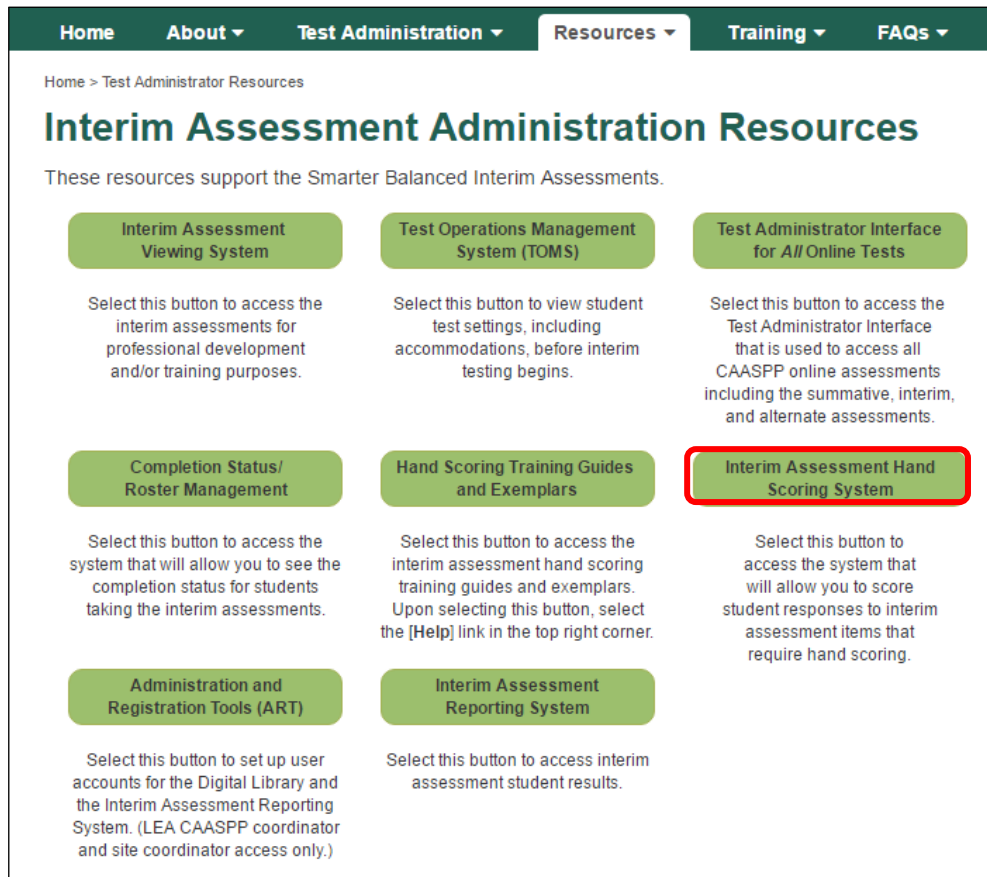 Home About Test Administration Resources Training FAQs
Home > Test Administrator Resources
Interim Assessment Administration Resources
These resources support the Smarter Balanced Interim Assessments.
Interim Assessment
Viewing System
Select this button to access the
interim assessments for
professional development
and/or training purposes.
Test Operations Management
System (TOMS)
Select this button to view student
test settings, including
accommodations, before interim
testing begins.
Test Administrator Interface
for All Online Tests
Select this button to access the
Test Administrator Interface
that is used to access all
CAASPP online assessments
including the summative, interim,
and alternate assessments.
Completion Status/
Roster Management
Select this button to access the
system that will allow you to see the
completion status for students
taking the interim assessments.
Hand Scoring Training Guides
and Exemplars
Select this button to access the
interim assessment hand scoring
training guides and exemplars.
Upon selecting this button, select
the [Help] link in the top right corner.
Interim Assessment Hand
Scoring System
Select this button to
access the system that
will allow you to score
student responses to interim
assessment items that
require hand scoring.
Administration and
Registration Tools (ART)
Select this button to set up user
accounts for the Digital Library and
the Interim Assessment Reporting
System. (LEA CAASPP coordinator
and site coordinator access only.)
Interim Assessment
Reporting System
Select this button to access interim
assessment student results.